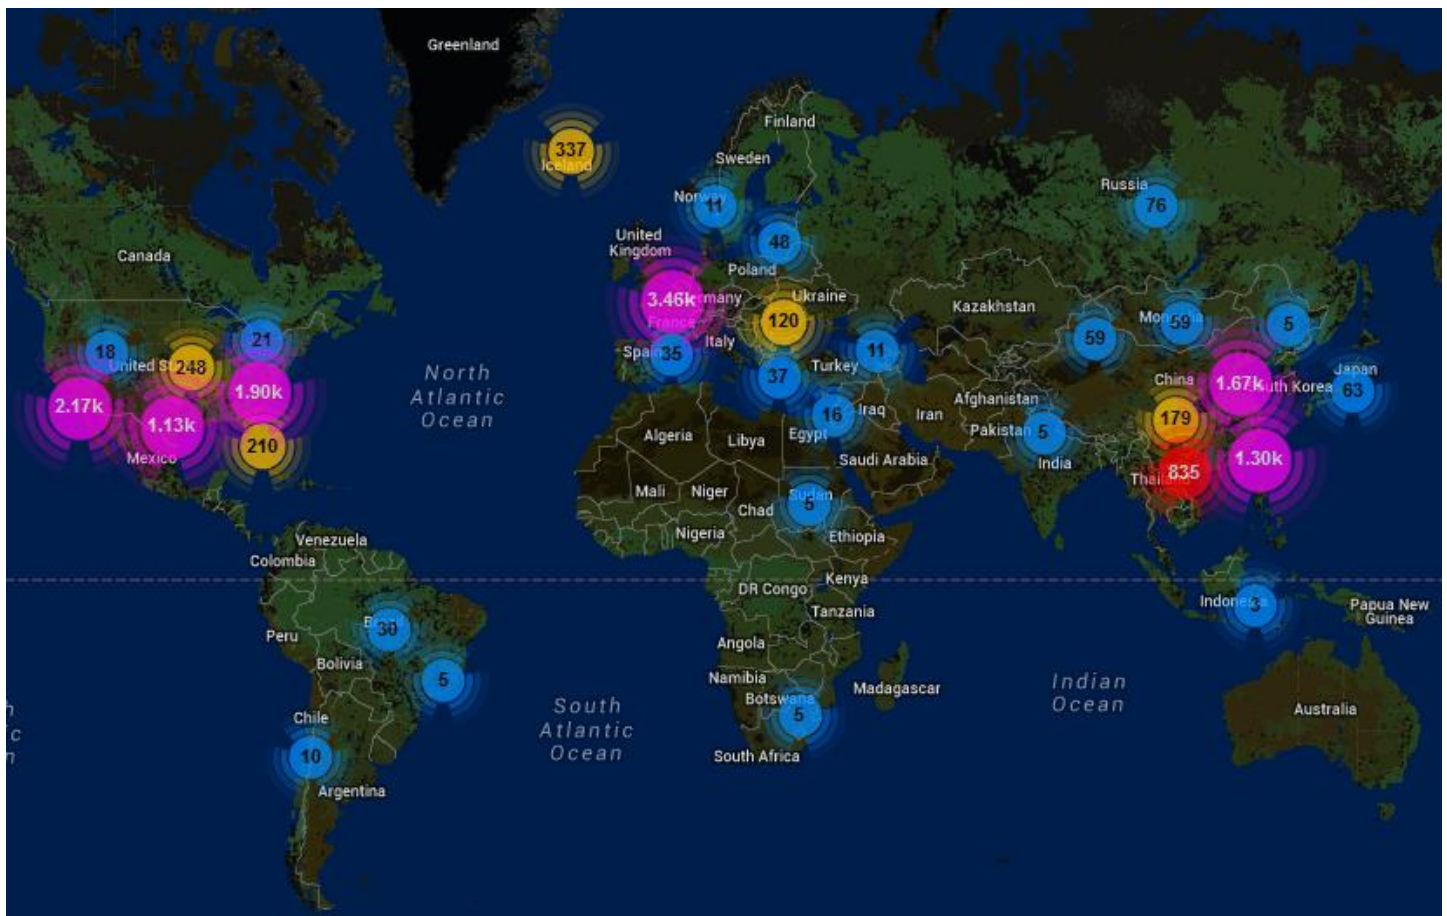 Greenland
337
Iceland
Finland
Sweden
Norway
11
Russia
76
United
Kingdom
48
Canada
Poland
3.46k
Germany
France
Ukraine
120
Kazakhstan
Mongolia
59
59
5
21
18
United States
248
Spain
35
Italy
Turkey
11
North
Atlantic
Ocean
37
China
1.67k
South Korea
Japan
63
2.17k
1.90k
1.13k
210
Mexico
16
Iraq
Iran
Afghanistan
Pakistan
5
India
179
Algeria
Libya
Egypt
Saudi Arabia
1.30k
Thailand
835
Mali
Niger
Chad
Sudan
5
Nigeria
Ethiopia
Venezuela
Colombia
DR Congo
Kenya
Tanzania
Indonesia
3
Papua New
Guinea
Brazil
30
Peru
Bolivia
5
Angola
Namibia
Botswana
5
Madagascar
Indian
Ocean
Australia
South
Atlantic
Ocean
Chile
10
Argentina
South Africa